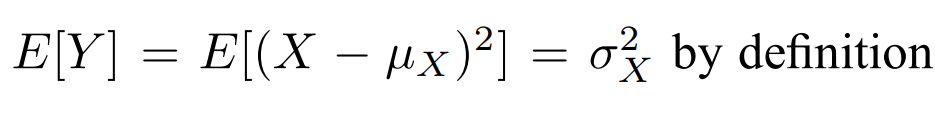 E[Y] = E[(X − μ_X)^2] = σ_X^2 by definition